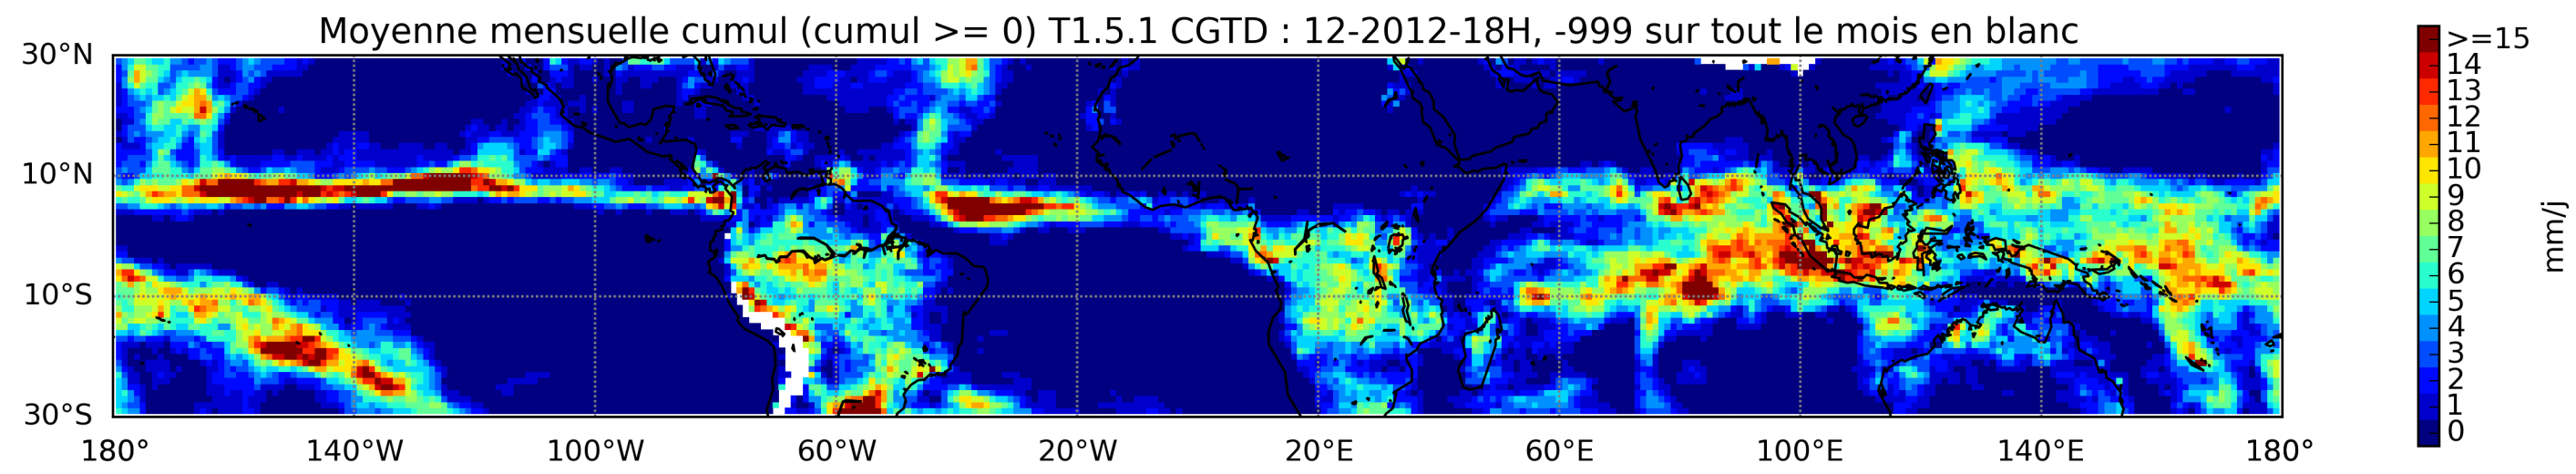 Moyenne mensuelle cumul (cumul >= 0) T1.5.1 CGTD : 12-2012-18H, -999 sur tout le mois en blanc
30°N
10°N
10°S
30°S
180° 140°W 100°W 60°W 20°W 20°E 60°E 100°E 140°E 180°
>=15
14
13
12
11
10
9
8
7
6
5
4
3
2
1
0
mm/j